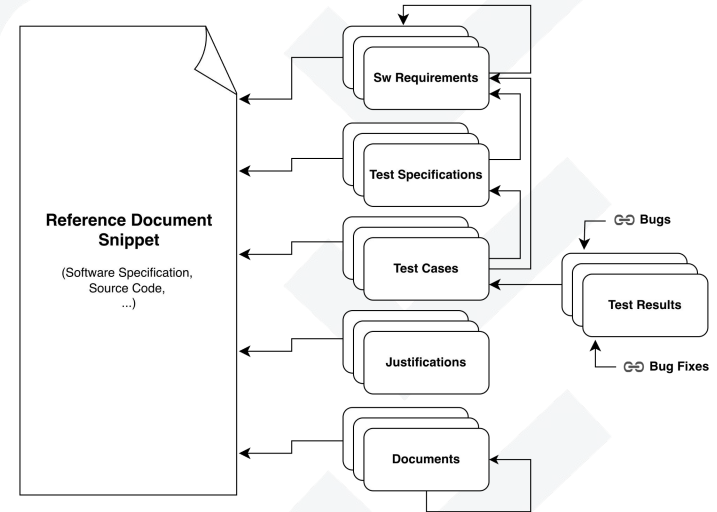 Sw Requirements
Test Specifications
Reference Document
Snippet
(Software Specification,
Source Code,
...)
Test Cases
Bugs
Test Results
Bug Fixes
Justifications
Documents